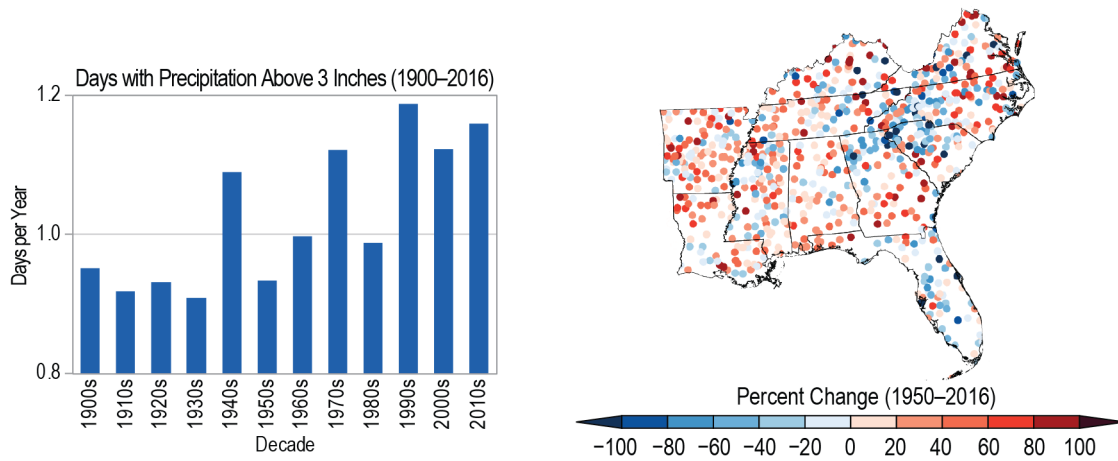 Days with Precipitation Above 3 Inches (1900–2016)
1.2
1.0
0.8
Days per Year
1900s
1910s
1920s
1930s
1940s
1950s
1960s
1970s
1980s
1990s
2000s
2010s
Decade
Percent Change (1950–2016)
−100 −80 −60 −40 −20 0 20 40 60 80 100